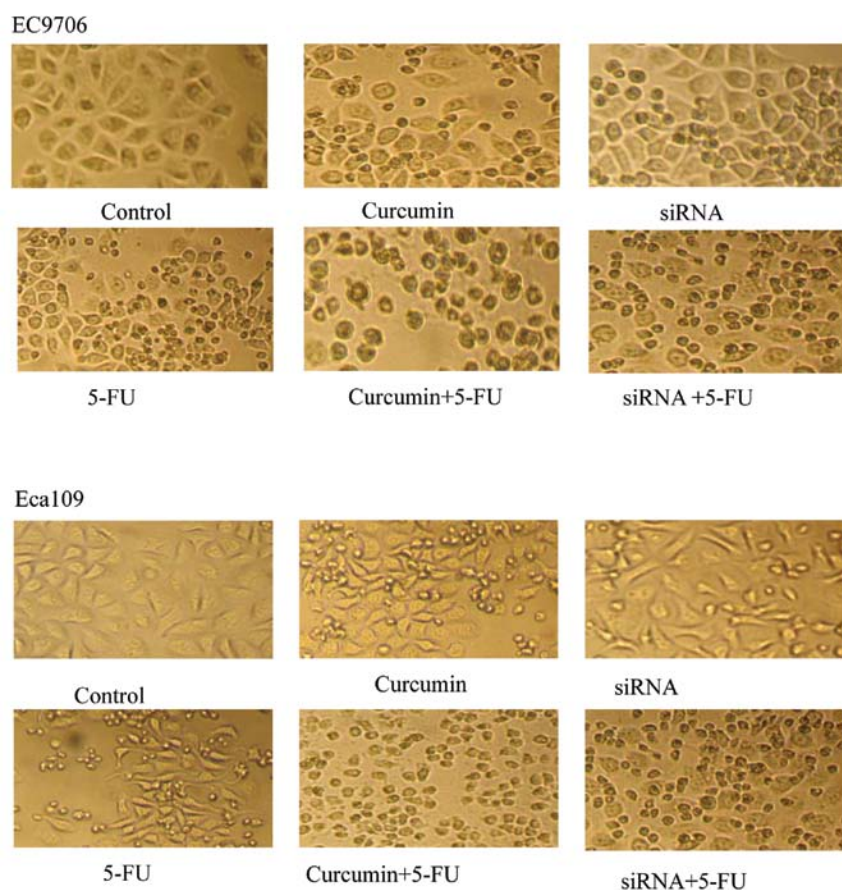 EC9706
Control
Curcumin
siRNA
5-FU
Curcumin+5-FU
siRNA +5-FU
Eca109
Control
Curcumin
siRNA
5-FU
Curcumin+5-FU
siRNA+5-FU